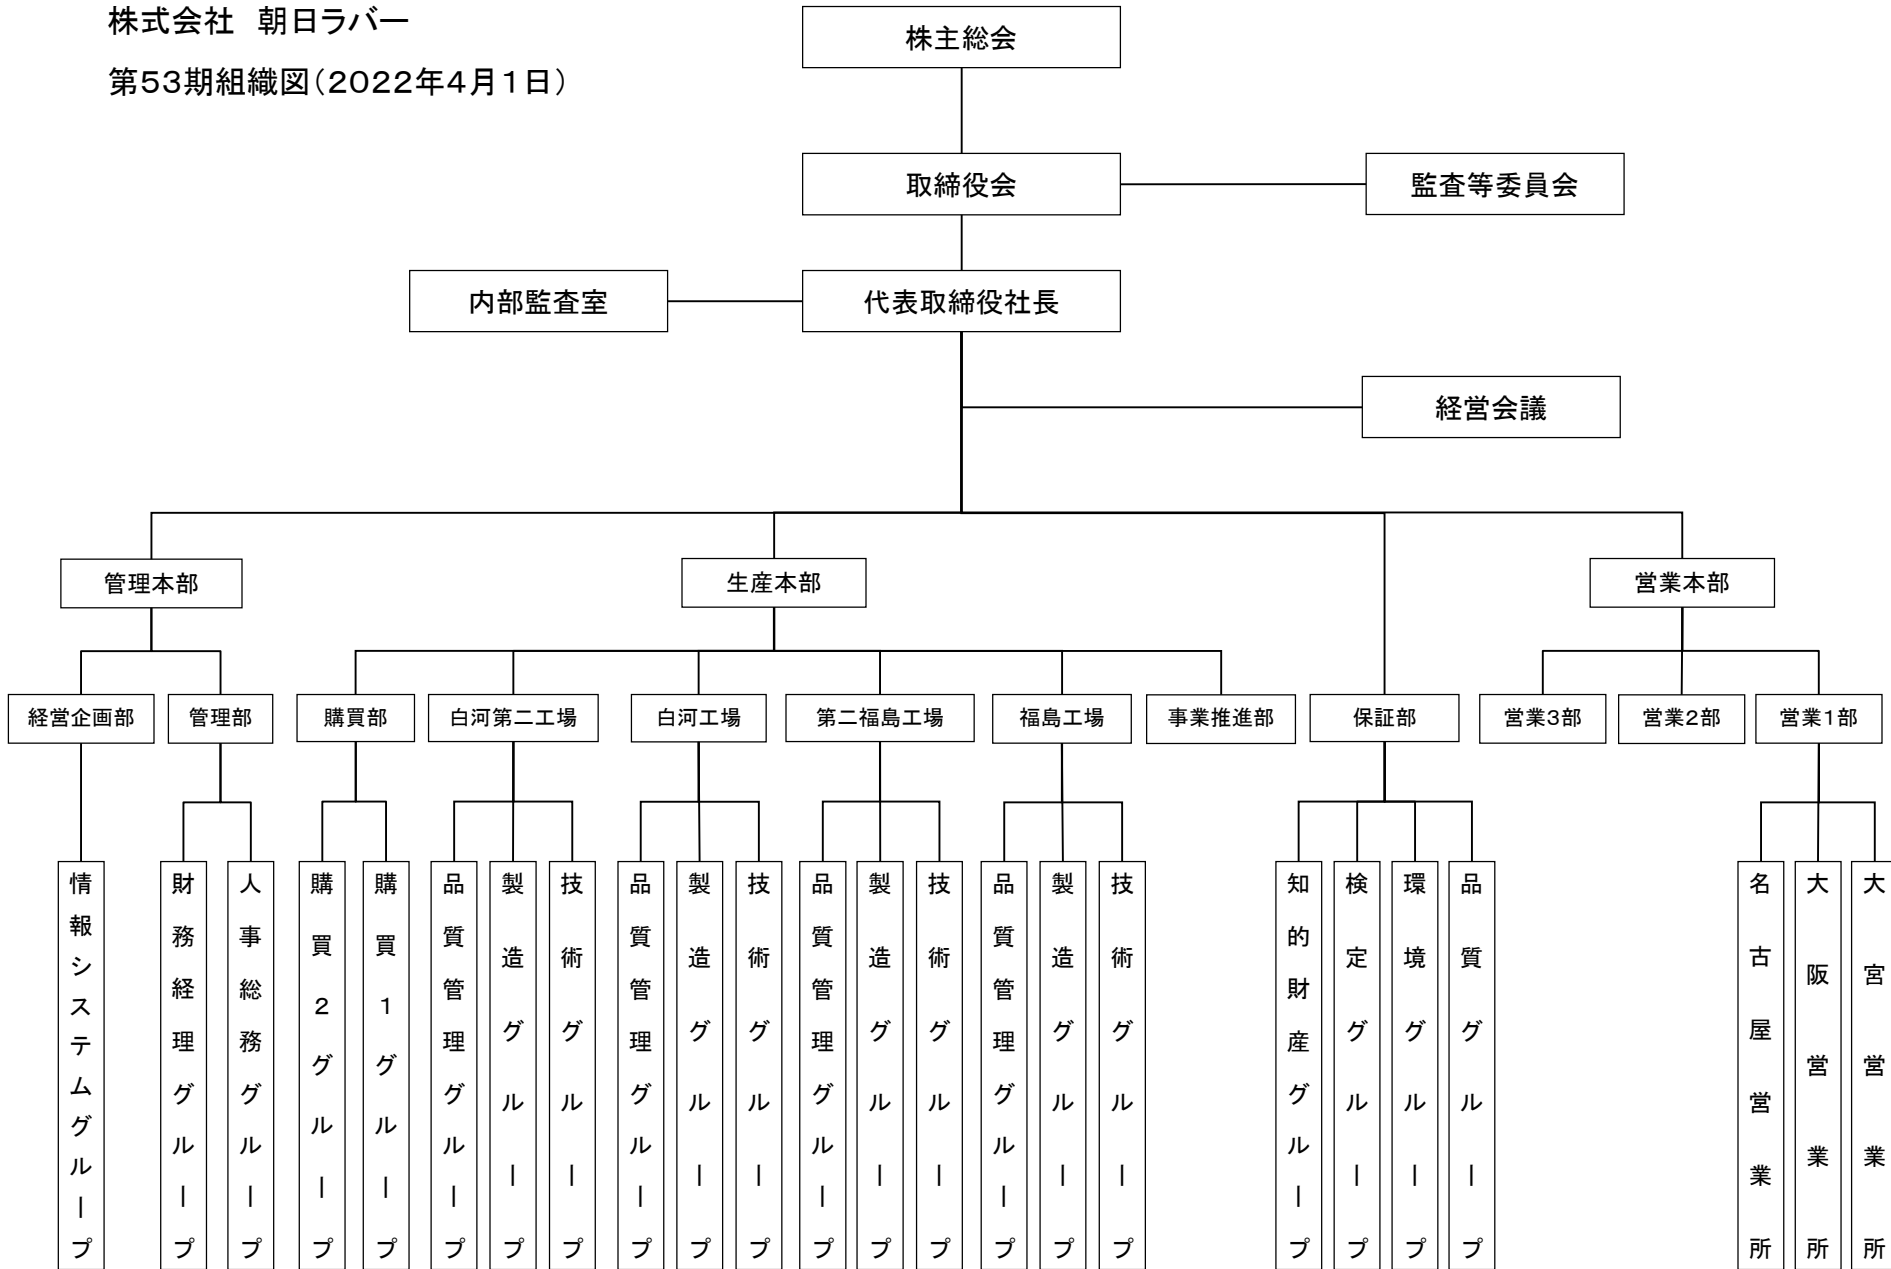 株式会社 朝日ラバー
第53期組織図(2022年4月1日)
株主総会
取締役会
監査等委員会
内部監査室
代表取締役社長
経営会議
管理本部
生産本部
営業本部
経営企画部
管理部
購買部
白河第二工場
白河工場
第二福島工場
福島工場
事業推進部
保証部
営業3部
営業2部
営業1部
情報システムグループ
財務経理グループ
人事総務グループ
購買2グループ
購買1グループ
品質管理グループ
製造グループ
技術グループ
品質管理グループ
製造グループ
技術グループ
品質管理グループ
製造グループ
技術グループ
品質管理グループ
製造グループ
技術グループ
知的財産グループ
検定グループ
環境グループ
品質グループ
名古屋営業所
大阪営業所
大宮営業所